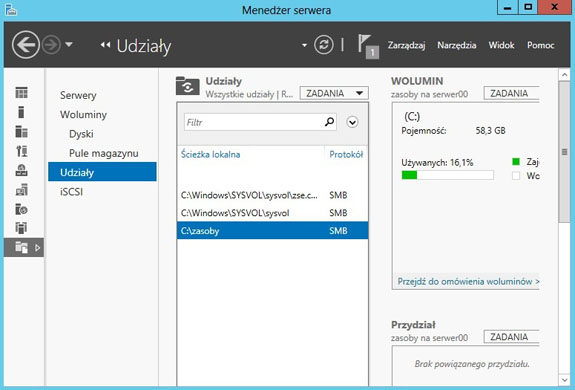 Menedżer serwera
Udziały
1
Zarządzaj Narzędzia Widok Pomoc
Serwery
Woluminy
Dyski
Pule magazynu
Udziały
iSCSI
Udziały
Wszystkie udziały | R...
ZADANIA
Filtr
Ścieżka lokalna Protokół
C:\Windows\SYSVOL\sysvol\zse.c... SMB
C:\Windows\SYSVOL\sysvol SMB
C:\zasoby SMB
WOLUMIN
zasoby na serwer00
ZADANIA
(C:)
Pojemność: 58,3 GB
Używanych: 16,1%
Zaj
Wo
Przejdź do omówienia woluminów >
Przydział
zasoby na serwer00
ZADANIA
Brak powiązanego przydziału.